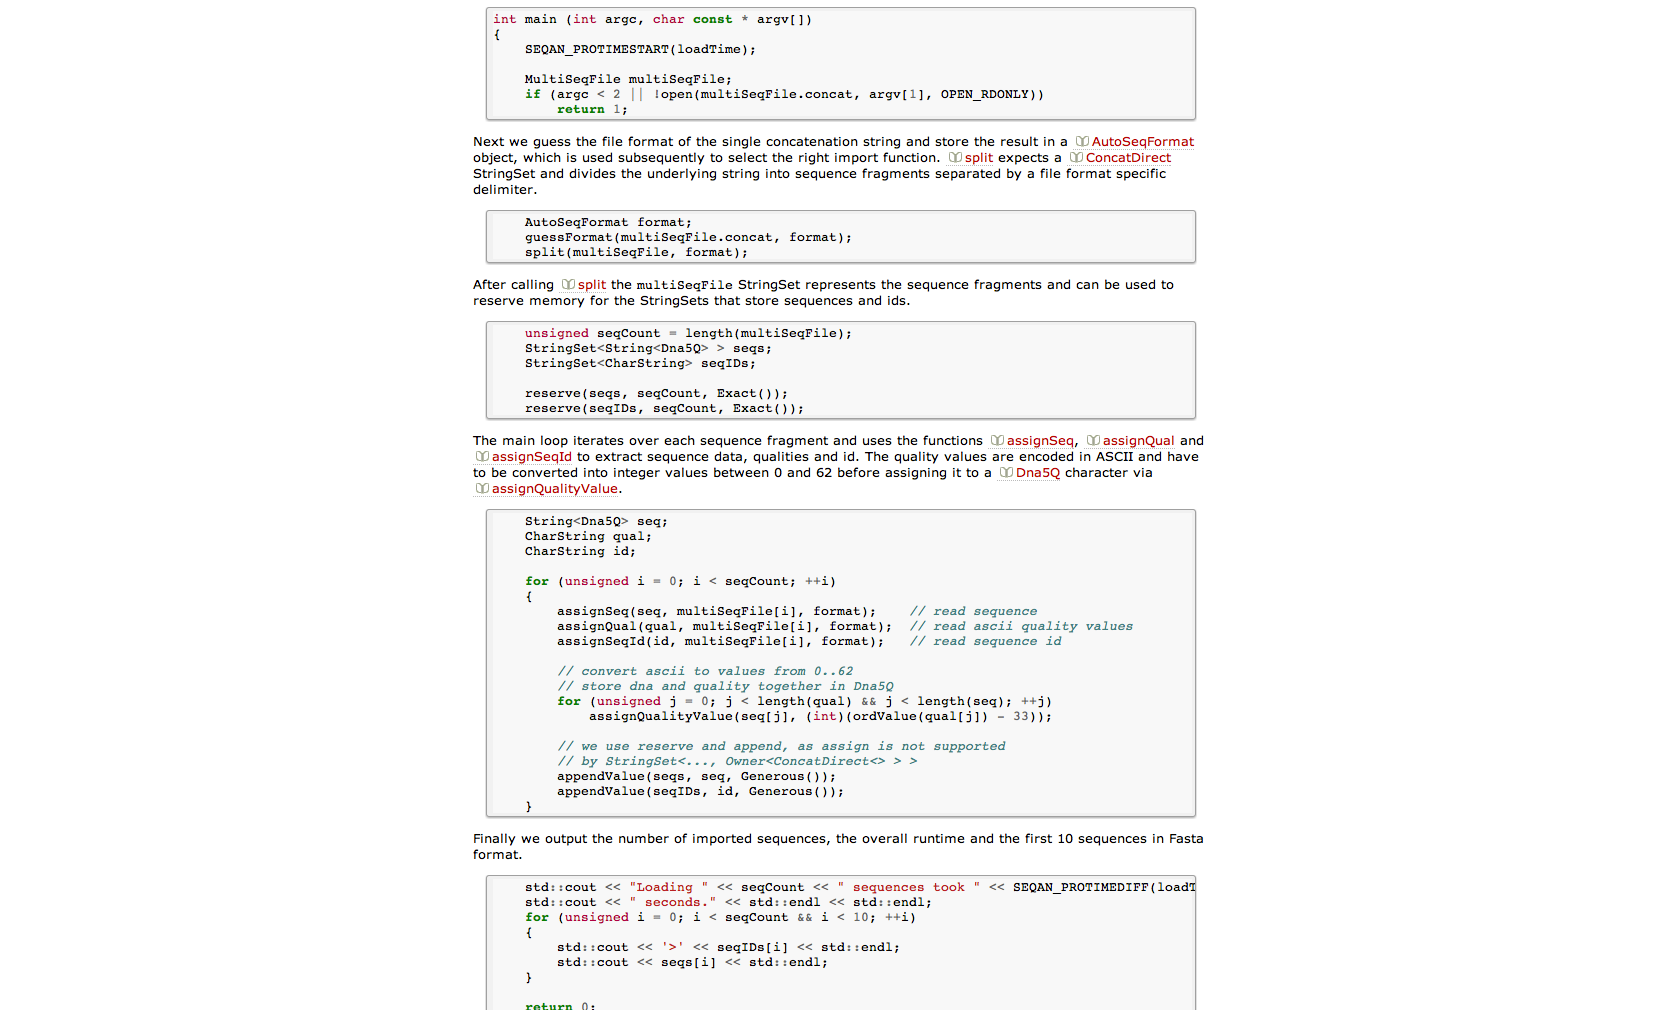 int main (int argc, char const * argv[])
{
    SEQAN_PROTIMESTART(loadTime);

    MultiSeqFile multiSeqFile;
    if (argc < 2 || !open(multiSeqFile.concat, argv[1], OPEN_RDONLY))
        return 1;
Next we guess the file format of the single concatenation string and store the result in a AutoSeqFormat
object, which is used subsequently to select the right import function. split expects a ConcatDirect
StringSet and divides the underlying string into sequence fragments separated by a file format specific
delimiter.
    AutoSeqFormat format;
    guessFormat(multiSeqFile.concat, format);
    split(multiSeqFile, format);
After calling split the multiSeqFile StringSet represents the sequence fragments and can be used to
reserve memory for the StringSets that store sequences and ids.
    unsigned seqCount = length(multiSeqFile);
    StringSet<String<Dna5Q> > seqs;
    StringSet<CharString> seqIDs;

    reserve(seqs, seqCount, Exact());
    reserve(seqIDs, seqCount, Exact());
The main loop iterates over each sequence fragment and uses the functions assignSeq, assignQual and
assignSeqId to extract sequence data, qualities and id. The quality values are encoded in ASCII and have
to be converted into integer values between 0 and 62 before assigning it to a Dna5Q character via
assignQualityValue.
    String<Dna5Q> seq;
    CharString qual;
    CharString id;

    for (unsigned i = 0; i < seqCount; ++i)
    {
        assignSeq(seq, multiSeqFile[i], format);    // read sequence
        assignQual(qual, multiSeqFile[i], format);  // read ascii quality values
        assignSeqId(id, multiSeqFile[i], format);   // read sequence id

        // convert ascii to values from 0..62
        // store dna and quality together in Dna5Q
        for (unsigned j = 0; j < length(qual) && j < length(seq); ++j)
            assignQualityValue(seq[j], (int)(ordValue(qual[j]) - 33));

        // we use reserve and append, as assign is not supported
        // by StringSet<..., Owner<ConcatDirect<> > >
        appendValue(seqs, seq, Generous());
        appendValue(seqIDs, id, Generous());
    }
Finally we output the number of imported sequences, the overall runtime and the first 10 sequences in Fasta
format.
    std::cout << "Loading " << seqCount << " sequences took " << SEQAN_PROTIMEDIFF(loadT
    std::cout << " seconds." << std::endl << std::endl;
    for (unsigned i = 0; i < seqCount && i < 10; ++i)
    {
        std::cout << '>' << seqIDs[i] << std::endl;
        std::cout << seqs[i] << std::endl;
    }

    return 0;